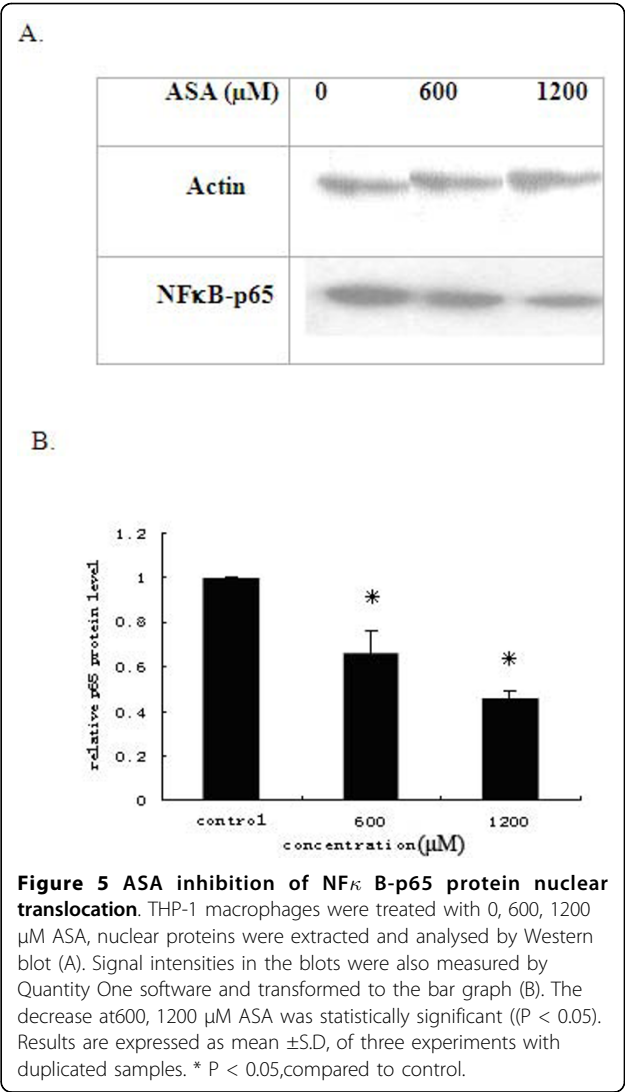 A.
ASA (µM) 0 600 1200
Actin
NFκB-p65
B.
1.2
1
0.8
0.6
0.4
0.2
0
relative p65 protein level
*
*
control 600 1200
concentration(µM)
Figure 5 ASA inhibition of NFκ B-p65 protein nuclear
translocation. THP-1 macrophages were treated with 0, 600, 1200
µM ASA, nuclear proteins were extracted and analysed by Western
blot (A). Signal intensities in the blots were also measured by
Quantity One software and transformed to the bar graph (B). The
decrease at600, 1200 µM ASA was statistically significant ((P < 0.05).
Results are expressed as mean ±S.D, of three experiments with
duplicated samples. * P < 0.05,compared to control.